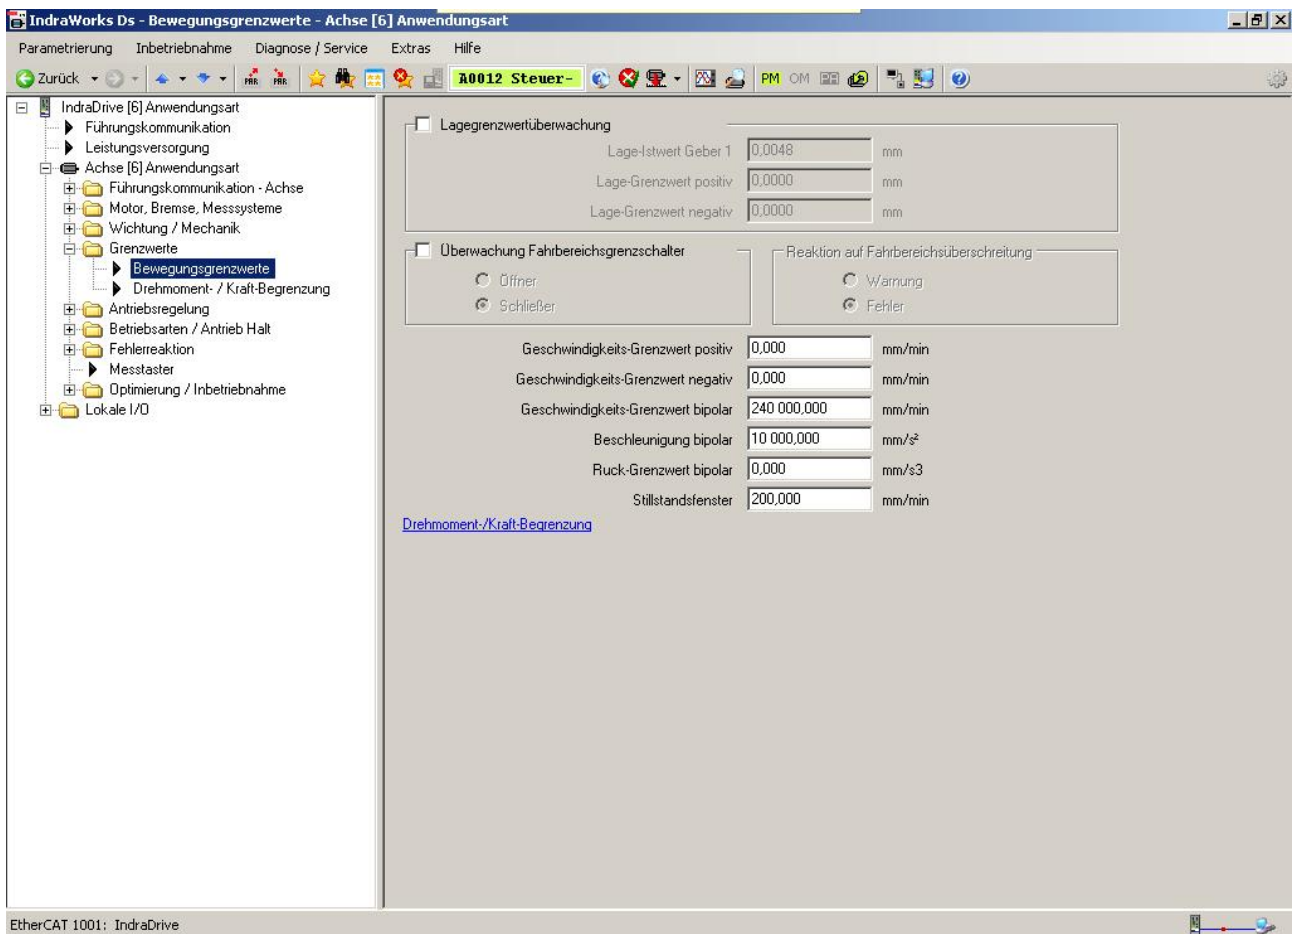 IndraWorks Ds - Bewegungsgrenzwerte - Achse [6] Anwendungsart
Parametrierung Inbetriebnahme Diagnose / Service Extras Hilfe
Zurück PAR PAR A0012 Steuer- PM OM
IndraDrive [6] Anwendungsart
Führungskommunikation
Leistungsversorgung
Achse [6] Anwendungsart
Führungskommunikation - Achse
Motor, Bremse, Messsysteme
Wichtung / Mechanik
Grenzwerte
Bewegungsgrenzwerte
Drehmoment- / Kraft-Begrenzung
Antriebsregelung
Betriebsarten / Antrieb Halt
Fehlerreaktion
Messtaster
Optimierung / Inbetriebnahme
Lokale I/O
Lagegrenzwertüberwachung
Lage-Istwert Geber 1 0,0048 mm
Lage-Grenzwert positiv 0,0000 mm
Lage-Grenzwert negativ 0,0000 mm
Überwachung Fahrbereichsgrenzschalter
Öffner
Schließer
Reaktion auf Fahrbereichsüberschreitung
Warnung
Fehler
Geschwindigkeits-Grenzwert positiv 0,000 mm/min
Geschwindigkeits-Grenzwert negativ 0,000 mm/min
Geschwindigkeits-Grenzwert bipolar 240 000,000 mm/min
Beschleunigung bipolar 10 000,000 mm/s²
Ruck-Grenzwert bipolar 0,000 mm/s3
Stillstandsfenster 200,000 mm/min
Drehmoment-/Kraft-Begrenzung
EtherCAT 1001: IndraDrive